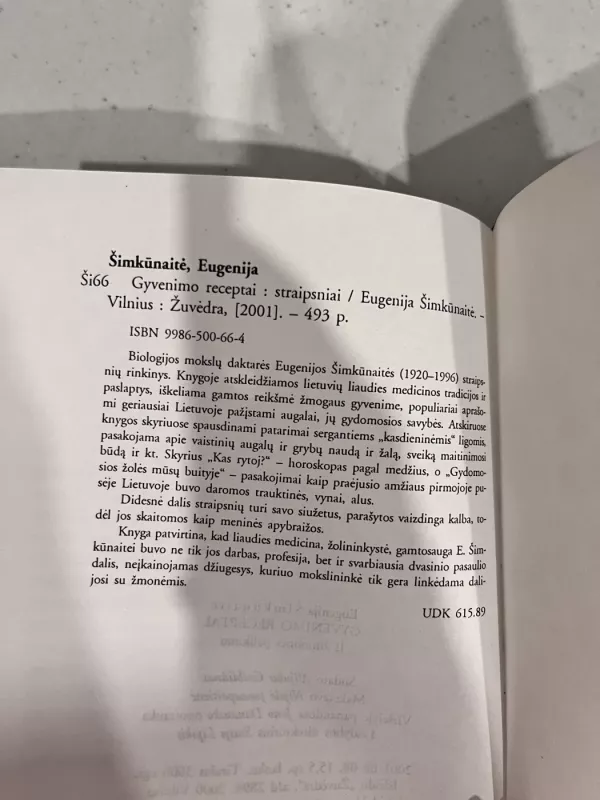 Šimkūnaitė, Eugenija
Ši66 Gyvenimo receptai : straipsniai / Eugenija Šimkūnaitė. –
Vilnius : Žuvėdra, [2001]. – 493 p.
ISBN 9986-500-66-4
Biologijos mokslų daktarės Eugenijos Šimkūnaitės (1920–1996) straips-
nių rinkinys. Knygoje atskleidžiamos lietuvių liaudies medicinos tradicijos ir
paslaptys, iškeliama gamtos reikšmė žmogaus gyvenime, populiariai aprašo-
mi geriausiai Lietuvoje pažįstami augalai, jų gydomosios savybės. Atskiruose
knygos skyriuose spausdinami patarimai sergantiems „kasdieninėmis“ ligomis,
pasakojama apie vaistinių augalų ir grybų naudą ir žalą, sveiką maitinimosi
būdą ir kt. Skyrius „Kas rytoj?“ – horoskopas pagal medžius, o „Gydomo-
sios žolės mūsų buityje“ – pasakojimai kaip praėjusio amžiaus pirmojoje pu-
sėje Lietuvoje buvo daromos trauktinės, vynai, alus.
Didesnė dalis straipsnių turi savo siužetus, parašytos vaizdinga kalba, to-
dėl jos skaitomos kaip meninės apybraižos.
Knyga patvirtina, kad liaudies medicina, žolininkystė, gamtosauga E. Šim-
kūnaitei buvo ne tik jos darbas, profesija, bet ir svarbiausia dvasinio pasaulio
dalis, neįkainojamas džiugesys, kuriuo mokslininkė tik gera linkėdama dali-
josi su žmonėmis.
UDK 615.89